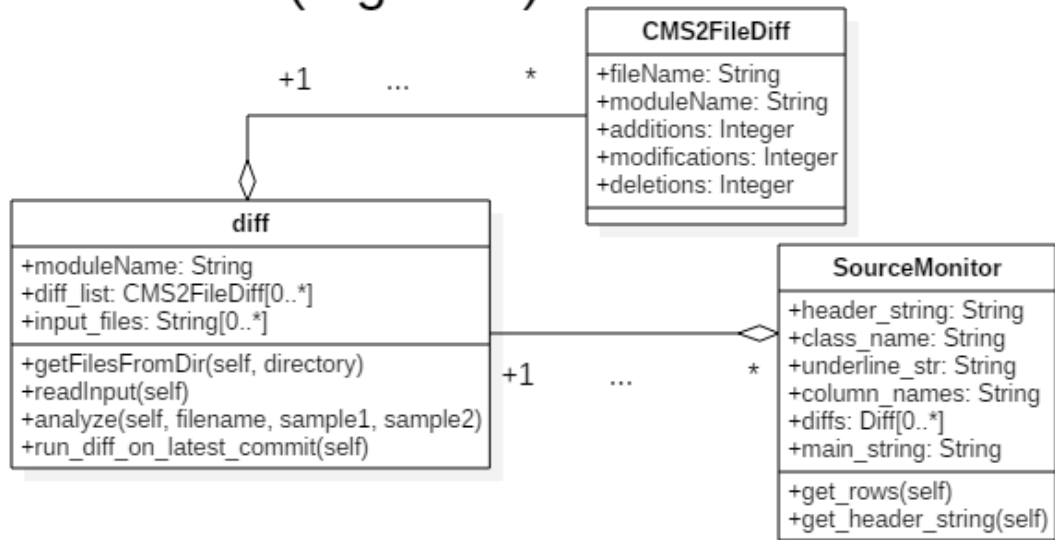 CMS2FileDiff
+fileName: String
+moduleName: String
+additions: Integer
+modifications: Integer
+deletions: Integer
+1 ... *
diff
+moduleName: String
+diff_list: CMS2FileDiff[0..*]
+input_files: String[0..*]
+getFilesFromDir(self, directory)
+readInput(self)
+analyze(self, filename, sample1, sample2)
+run_diff_on_latest_commit(self)
+1 ... *
SourceMonitor
+header_string: String
+class_name: String
+underline_str: String
+column_names: String
+diffs: Diff[0..*]
+main_string: String
+get_rows(self)
+get_header_string(self)